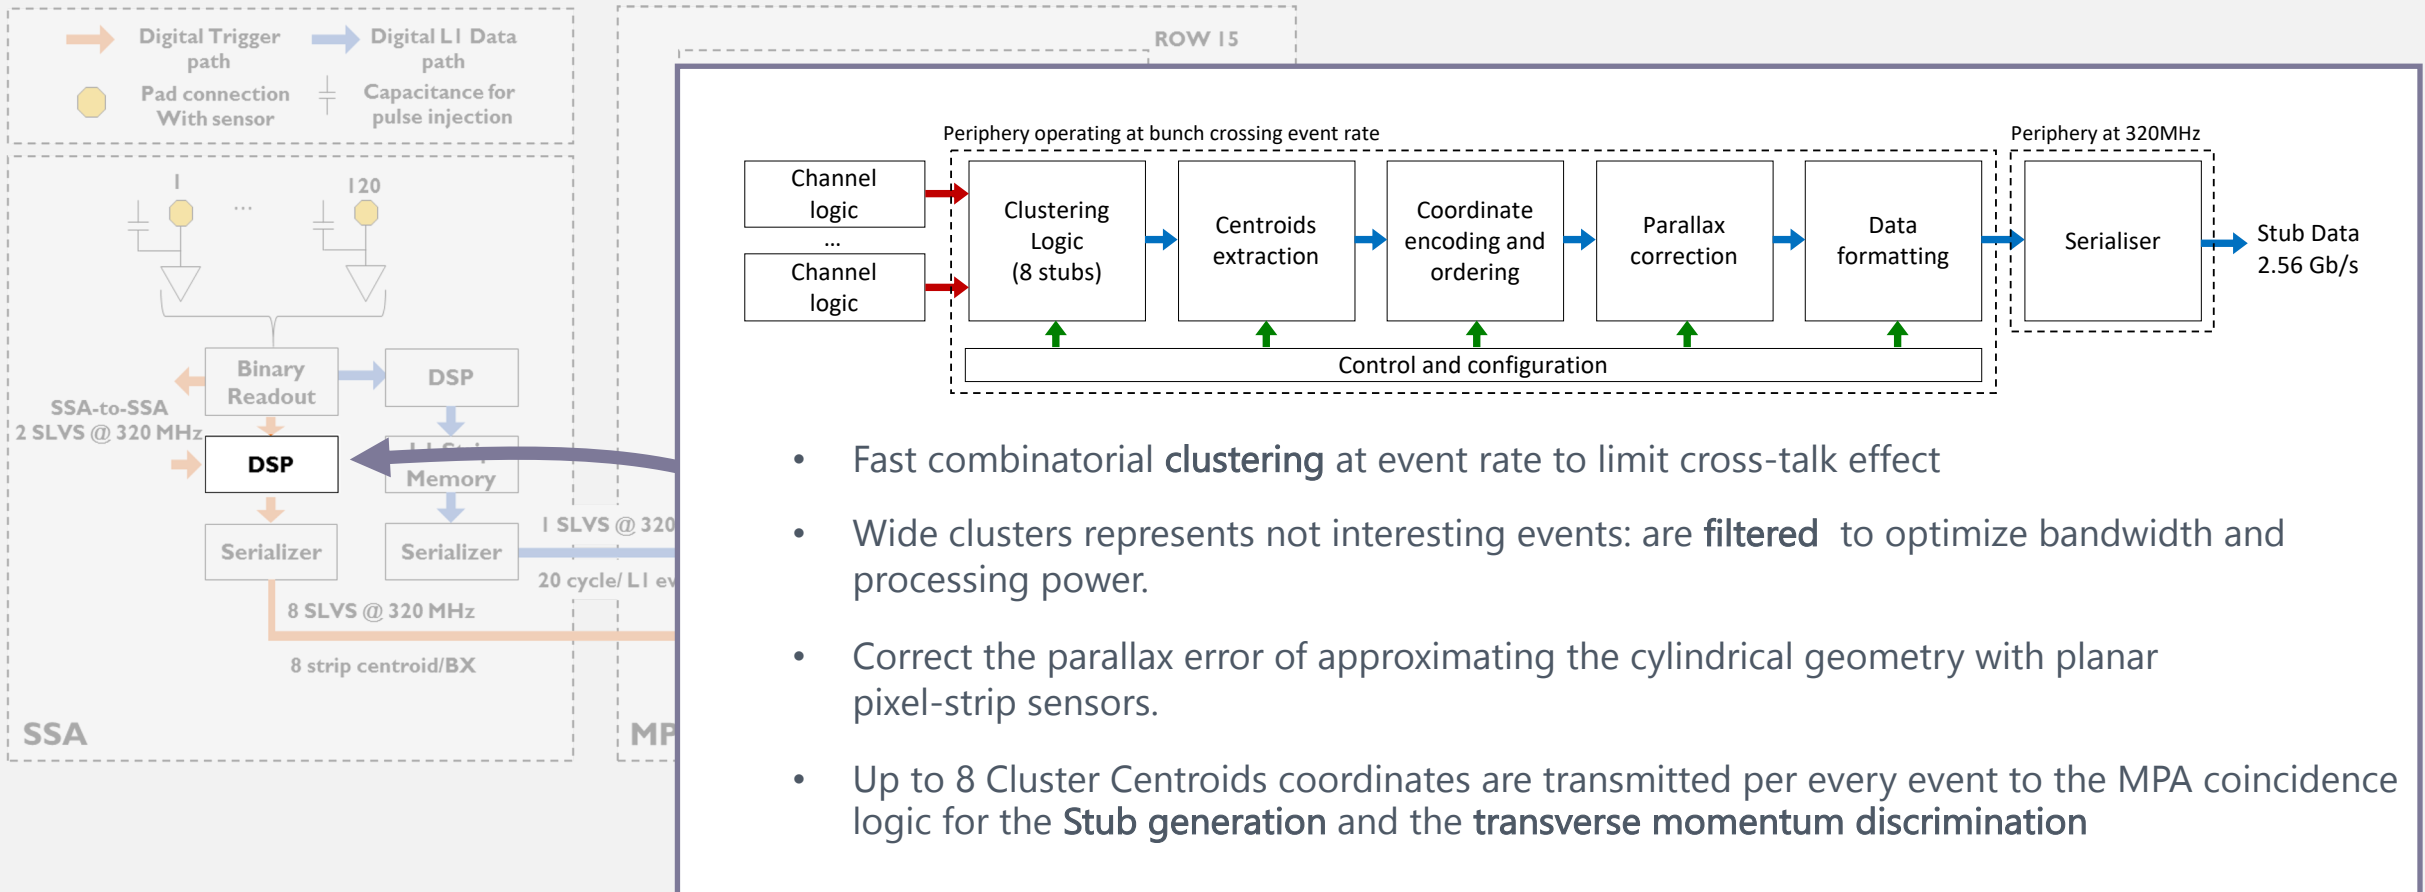 Digital Trigger
path
Digital L1 Data
path
Pad connection
With sensor
Capacitance for
pulse injection
ROW 15
1
...
120
Binary
Readout
DSP
SSA-to-SSA
2 SLVS @ 320 MHz
DSP
Memory
Serializer
Serializer
1 SLVS @ 320
20 cycle/ L1
8 SLVS @ 320 MHz
8 strip centroid/BX
SSA
Periphery operating at bunch crossing event rate
Periphery at 320MHz
Channel
logic
...
Channel
logic
Clustering
Logic
(8 stubs)
Centroids
extraction
Coordinate
encoding and
ordering
Parallax
correction
Data
formatting
Serialiser
Stub Data
2.56 Gb/s
Control and configuration
• Fast combinatorial clustering at event rate to limit cross-talk effect
• Wide clusters represents not interesting events: are filtered to optimize bandwidth and
processing power.
• Correct the parallax error of approximating the cylindrical geometry with planar
pixel-strip sensors.
• Up to 8 Cluster Centroids coordinates are transmitted per every event to the MPA coincidence
logic for the Stub generation and the transverse momentum discrimination